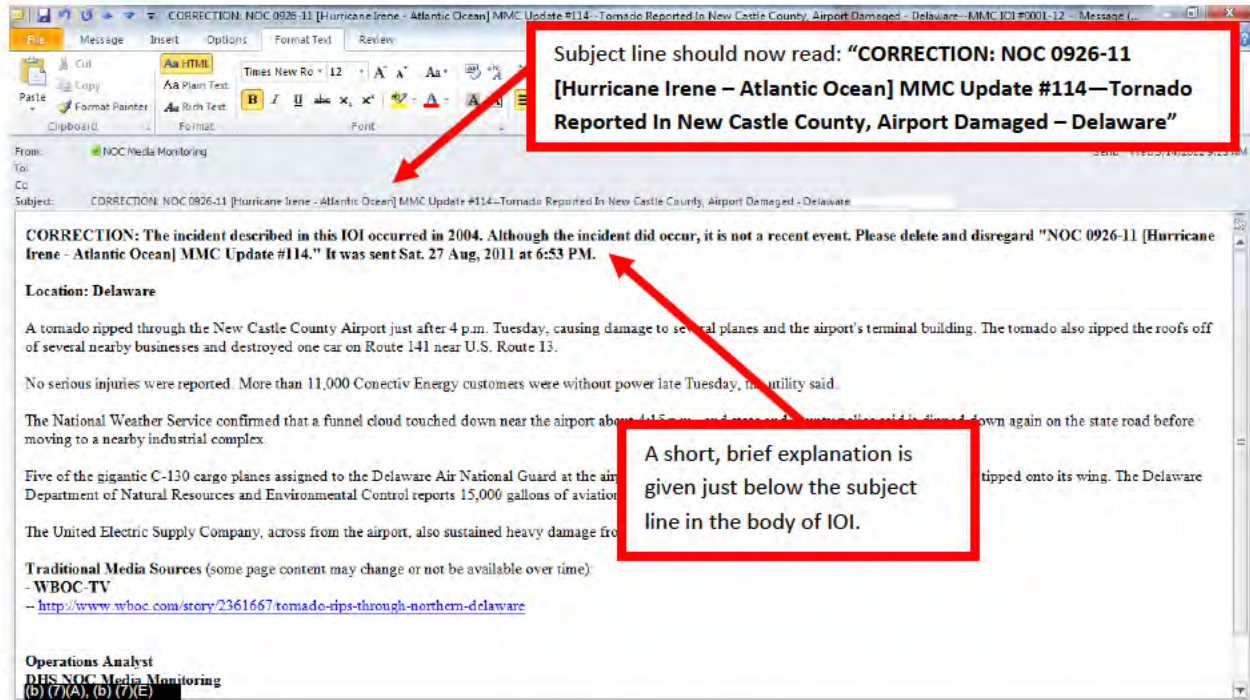 CORRECTION: NOC 0926-11 [Hurricane Irene - Atlantic Ocean] MMC Update #114--Tornado Reported In New Castle County, Airport Damaged - Delaware--MMC IOI #0001-12 - Message (...
File Message Insert Options Format Text Review
Cut
Copy
Paste
Format Painter
Clipboard
Aa HTML
Aa Plain Text
Aa Rich Text
Format
Times New Ro 12
B I U abc
Font
Subject line should now read: “CORRECTION: NOC 0926-11
[Hurricane Irene – Atlantic Ocean] MMC Update #114—Tornado
Reported In New Castle County, Airport Damaged – Delaware”
From: NOC Media Monitoring
To:
Cc
Subject: CORRECTION: NOC 0926-11 [Hurricane Irene - Atlantic Ocean] MMC Update #114--Tornado Reported In New Castle County, Airport Damaged - Delaware
CORRECTION: The incident described in this IOI occurred in 2004. Although the incident did occur, it is not a recent event. Please delete and disregard "NOC 0926-11 [Hurricane
Irene - Atlantic Ocean] MMC Update #114." It was sent Sat. 27 Aug, 2011 at 6:53 PM.
Location: Delaware
A tornado ripped through the New Castle County Airport just after 4 p.m. Tuesday, causing damage to several planes and the airport's terminal building. The tornado also ripped the roofs off
of several nearby businesses and destroyed one car on Route 141 near U.S. Route 13.
No serious injuries were reported. More than 11,000 Conectiv Energy customers were without power late Tuesday, the utility said.
The National Weather Service confirmed that a funnel cloud touched down near the airport down again on the state road before
moving to a nearby industrial complex.
Five of the gigantic C-130 cargo planes assigned to the Delaware Air National Guard at the tipped onto its wing. The Delaware
Department of Natural Resources and Environmental Control reports 15,000 gallons of
The United Electric Supply Company, across from the airport, also sustained heavy damage
A short, brief explanation is
given just below the subject
line in the body of IOI.
Traditional Media Sources (some page content may change or not be available over time):
- WBOC-TV
-- http://www.wboc.com/story/2361667/tornado-rips-through-northern-delaware
Operations Analyst
DHS NOC Media Monitoring
(b) (7)(A), (b) (7)(E)